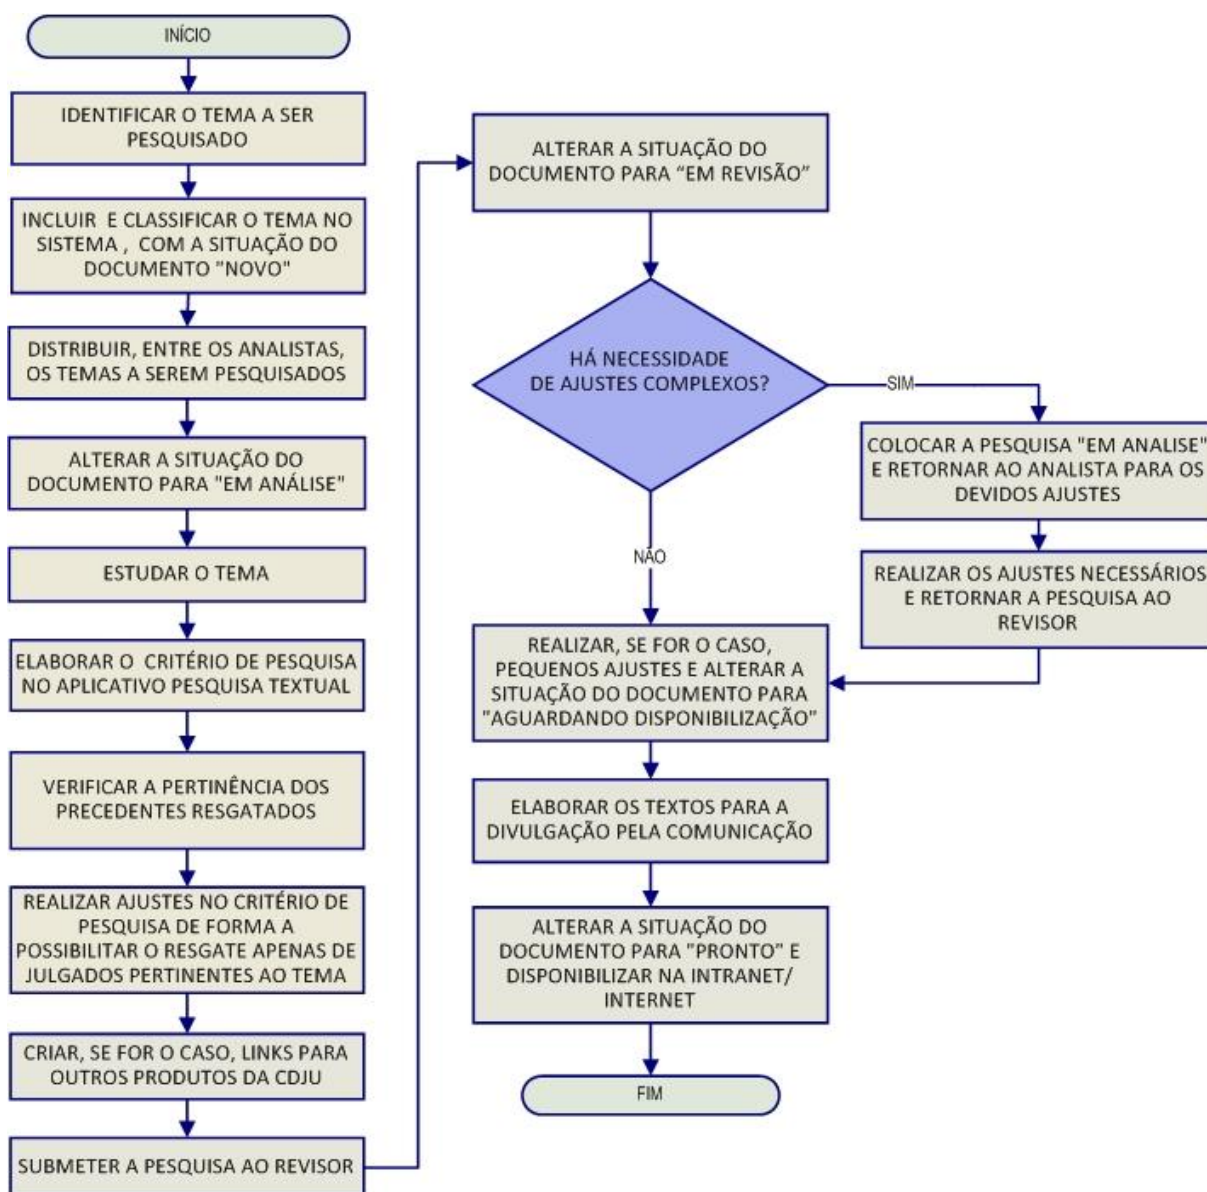 INÍCIO
IDENTIFICAR O TEMA A SER
PESQUISADO
INCLUIR E CLASSIFICAR O TEMA NO
SISTEMA , COM A SITUAÇÃO DO
DOCUMENTO "NOVO"
DISTRIBUIR, ENTRE OS ANALISTAS,
OS TEMAS A SEREM PESQUISADOS
ALTERAR A SITUAÇÃO DO
DOCUMENTO PARA "EM ANÁLISE"
ESTUDAR O TEMA
ELABORAR O CRITÉRIO DE PESQUISA
NO APLICATIVO PESQUISA TEXTUAL
VERIFICAR A PERTINÊNCIA DOS
PRECEDENTES RESGATADOS
REALIZAR AJUSTES NO CRITÉRIO DE
PESQUISA DE FORMA A
POSSIBILITAR O RESGATE APENAS DE
JULGADOS PERTINENTES AO TEMA
CRIAR, SE FOR O CASO, LINKS PARA
OUTROS PRODUTOS DA CDJU
SUBMETER A PESQUISA AO REVISOR
ALTERAR A SITUAÇÃO DO
DOCUMENTO PARA “EM REVISÃO”
HÁ NECESSIDADE
DE AJUSTES COMPLEXOS?
SIM
COLOCAR A PESQUISA "EM ANALISE"
E RETORNAR AO ANALISTA PARA OS
DEVIDOS AJUSTES
REALIZAR OS AJUSTES NECESSÁRIOS
E RETORNAR A PESQUISA AO
REVISOR
NÃO
REALIZAR, SE FOR O CASO,
PEQUENOS AJUSTES E ALTERAR A
SITUAÇÃO DO DOCUMENTO PARA
"AGUARDANDO DISPONIBILIZAÇÃO"
ELABORAR OS TEXTOS PARA A
DIVULGAÇÃO PELA COMUNICAÇÃO
ALTERAR A SITUAÇÃO DO
DOCUMENTO PARA "PRONTO" E
DISPONIBILIZAR NA INTRANET/
INTERNET
FIM